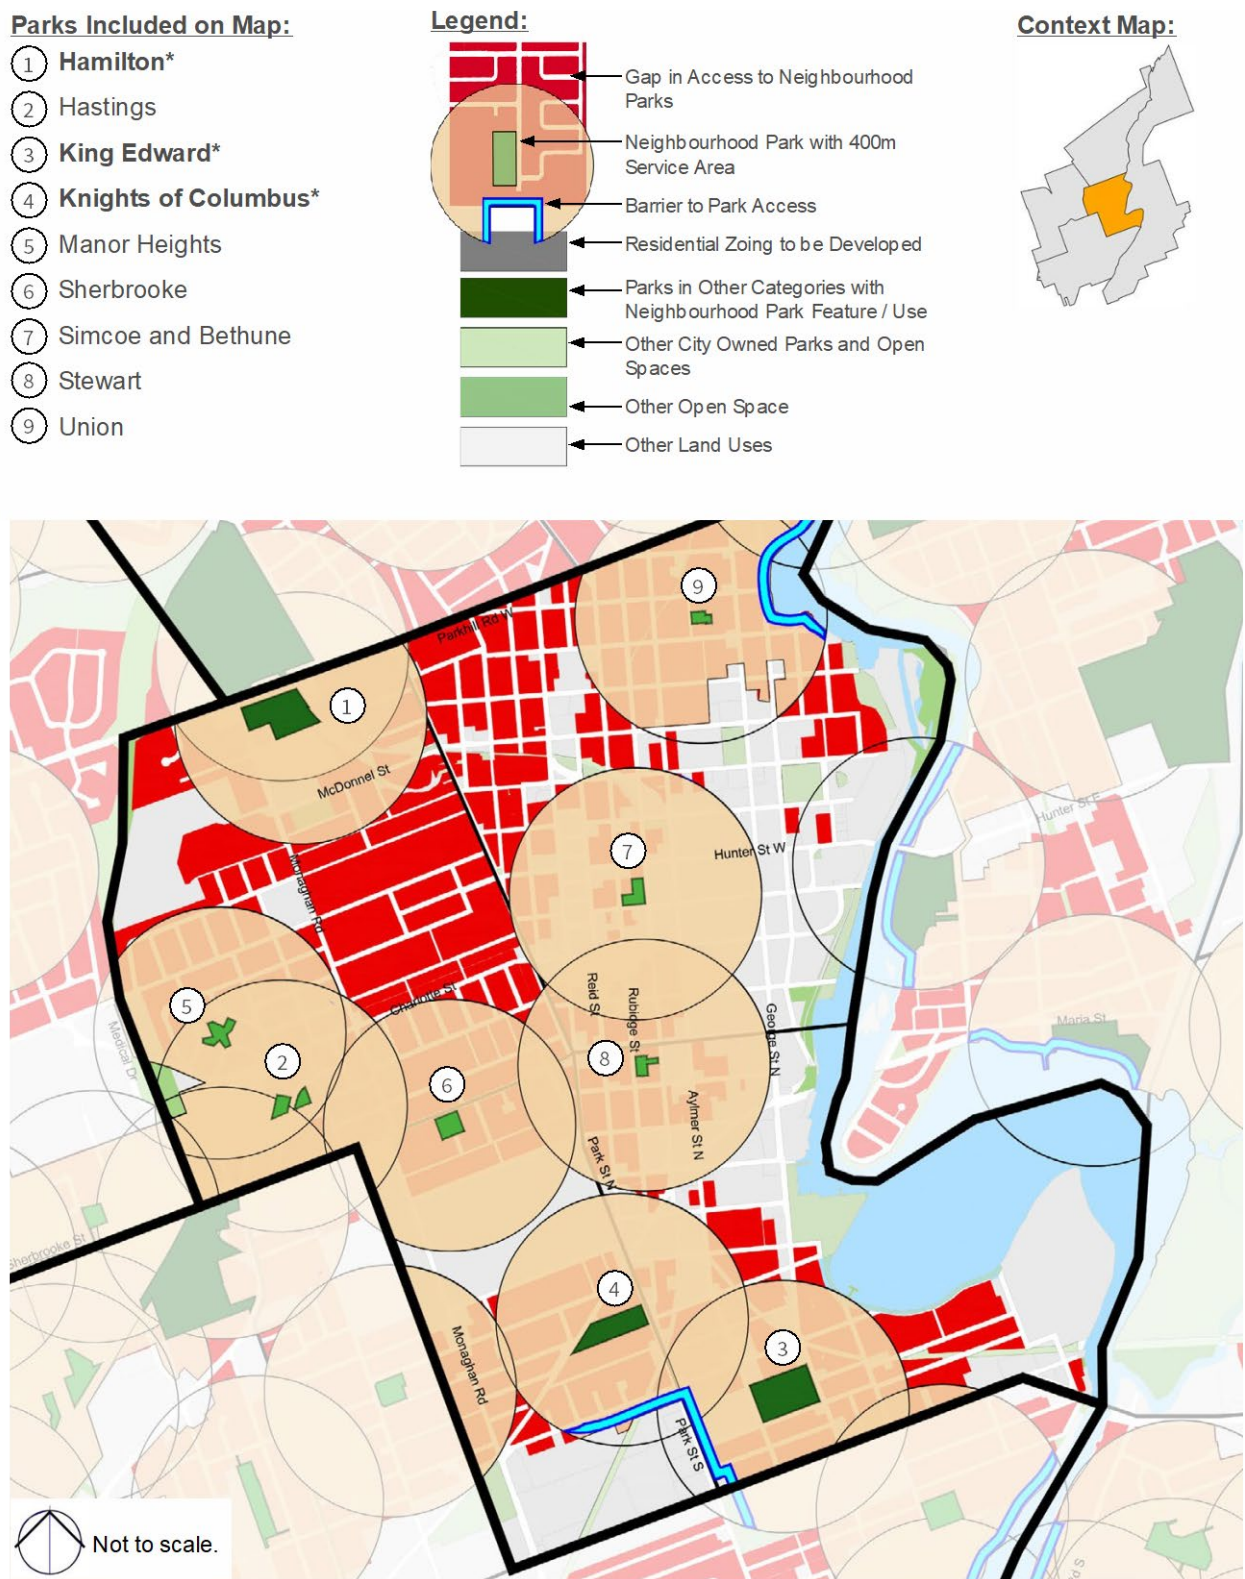 Parks Included on Map:
1 Hamilton*
2 Hastings
3 King Edward*
4 Knights of Columbus*
5 Manor Heights
6 Sherbrooke
7 Simcoe and Bethune
8 Stewart
9 Union
Legend:
Gap in Access to Neighbourhood
Parks
Neighbourhood Park with 400m
Service Area
Barrier to Park Access
Residential Zoing to be Developed
Parks in Other Categories with
Neighbourhood Park Feature / Use
Other City Owned Parks and Open
Spaces
Other Open Space
Other Land Uses
Context Map:
9
Parkhill Rd W
1
McDonnel St
Hunter St E
7
Hunter St W
Monaghan Rd
Charlotte St
Reid St
Rubidge St
George St N
5
Medical Dr
Maria St
2
8
6
Aylmer St N
Park St N
Sherbrooke St
4
3
Monaghan Rd
Park St S
Not to scale.
rd S